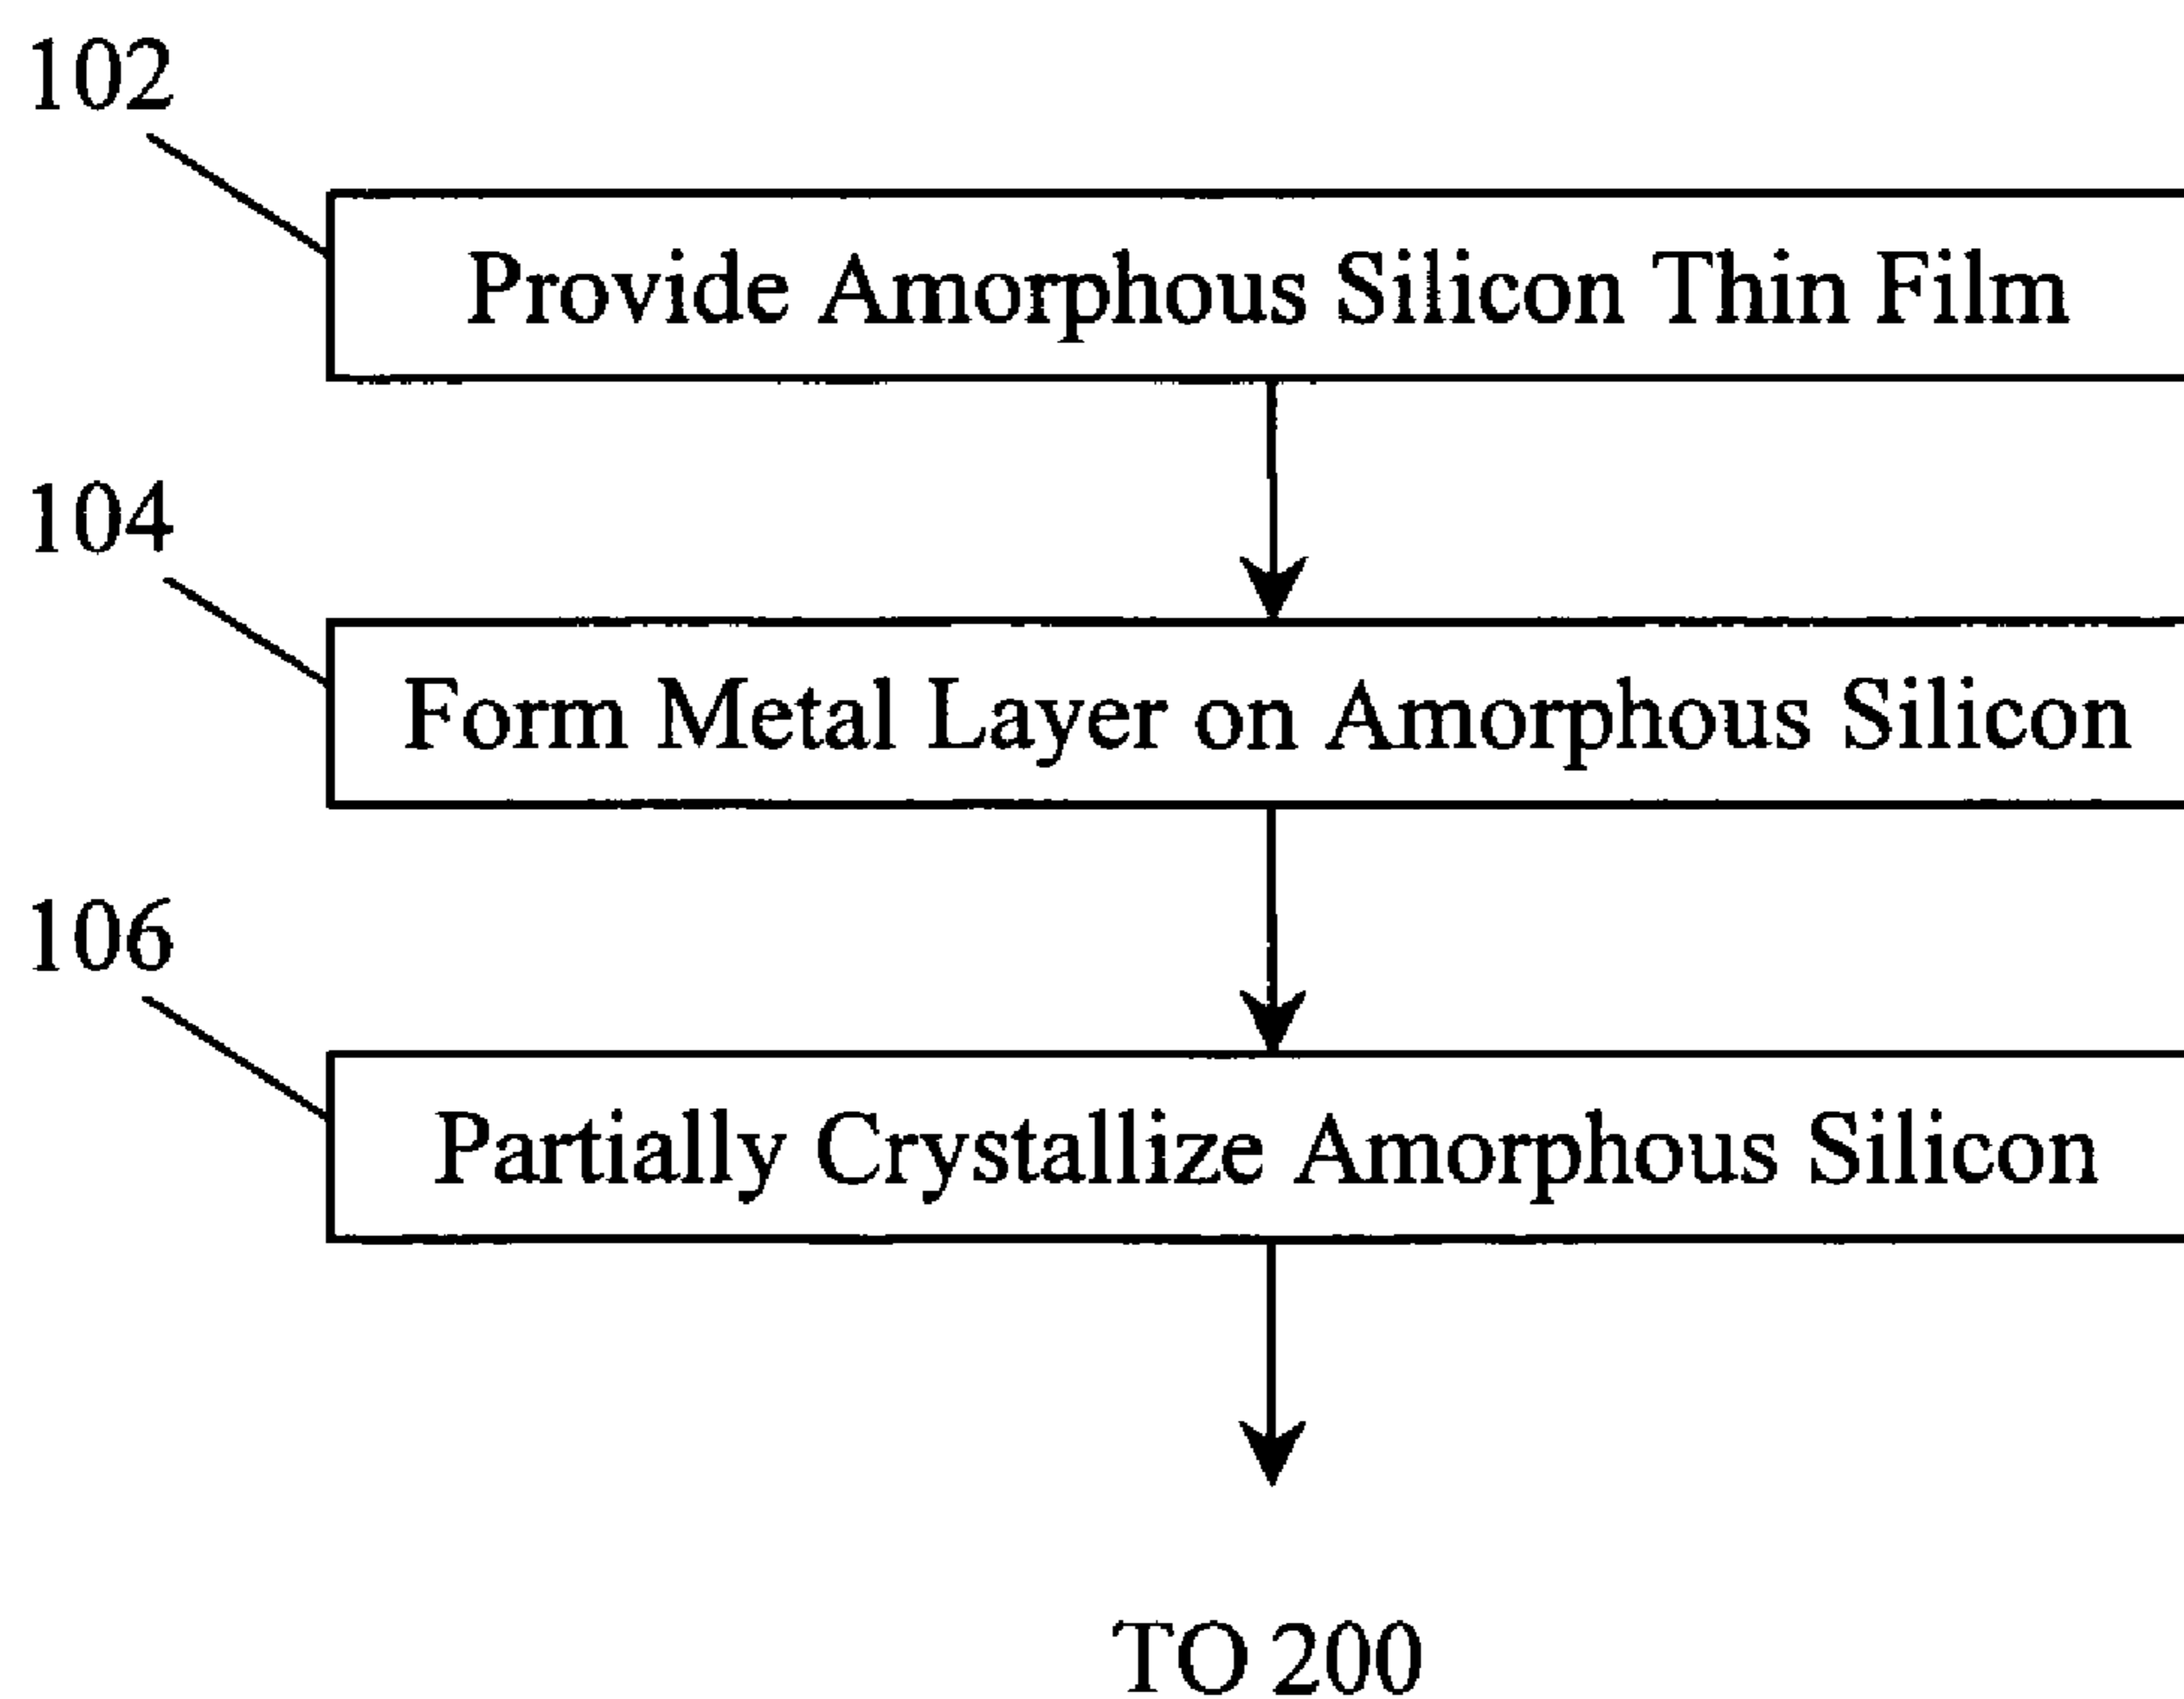 102
Provide Amorphous Silicon Thin Film
104
Form Metal Layer on Amorphous Silicon
106
Partially Crystallize Amorphous Silicon
TO 200